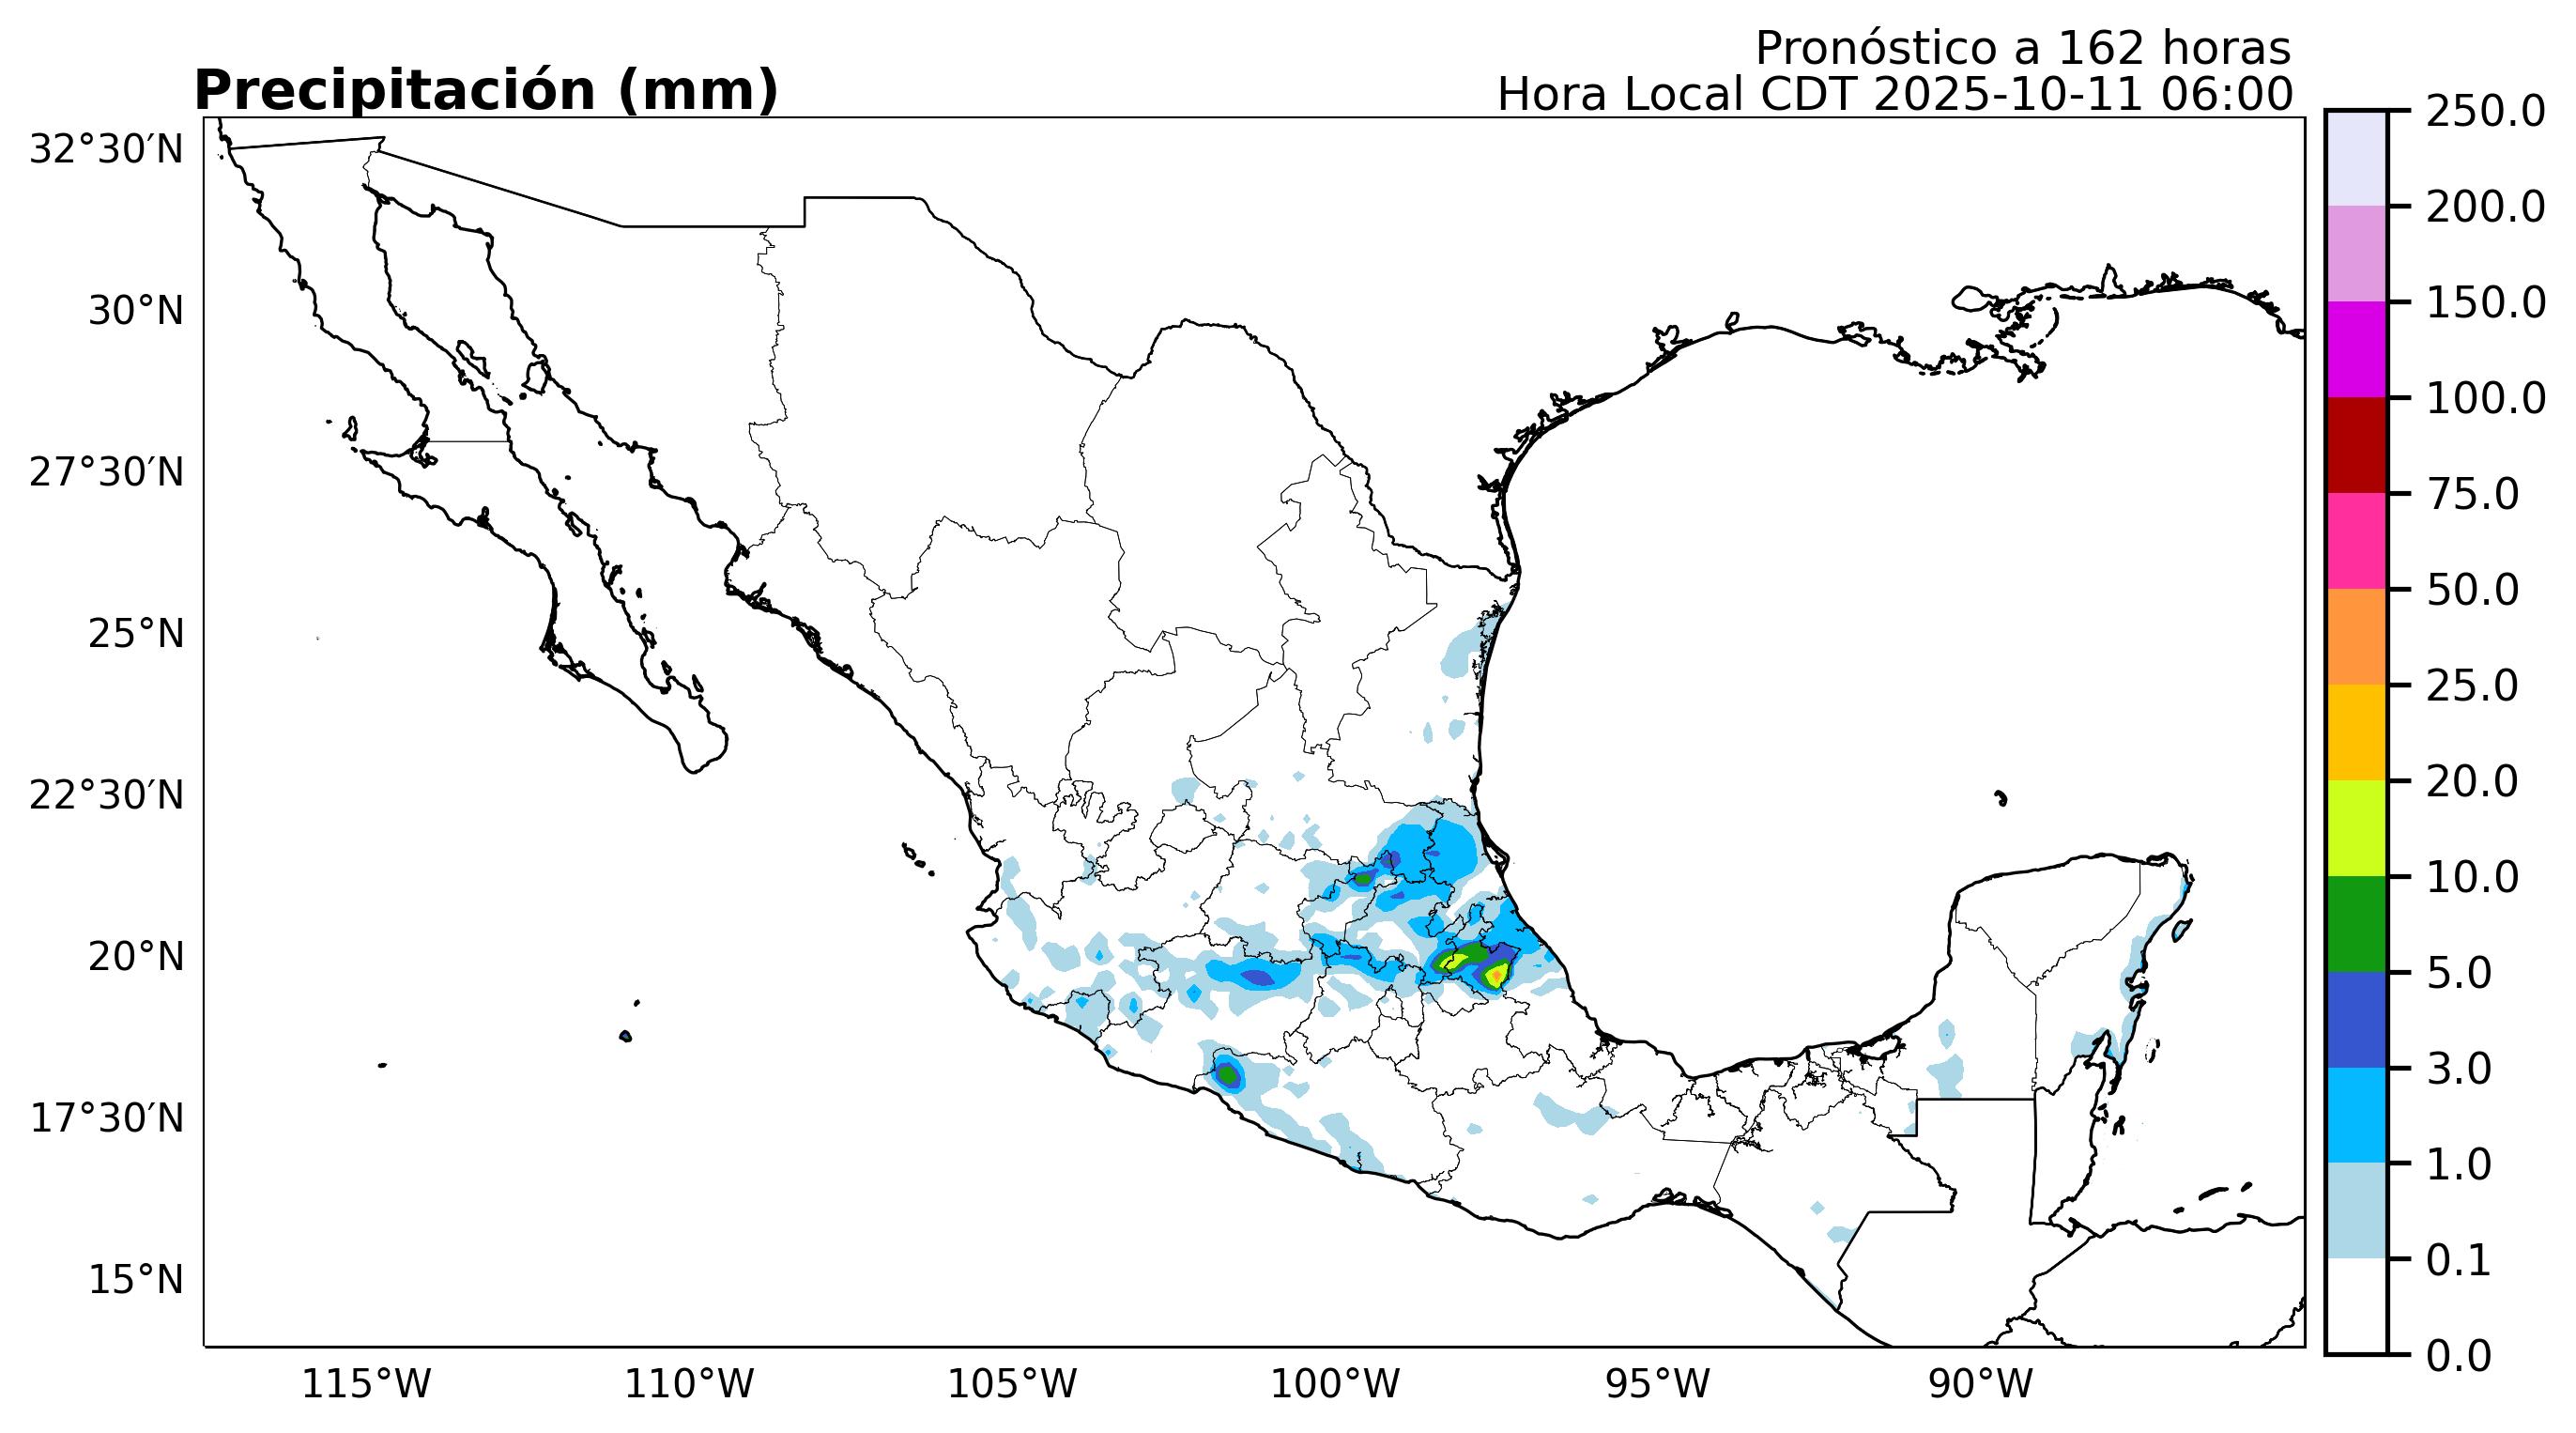 Pronóstico a 162 horas
Precipitación (mm)
Hora Local CDT 2025-10-11 06:00
32°30′N
30°N
27°30′N
25°N
22°30′N
20°N
17°30′N
15°N
115°W
110°W
105°W
100°W
95°W
90°W
250.0
200.0
150.0
100.0
75.0
50.0
25.0
20.0
10.0
5.0
3.0
1.0
0.1
0.0